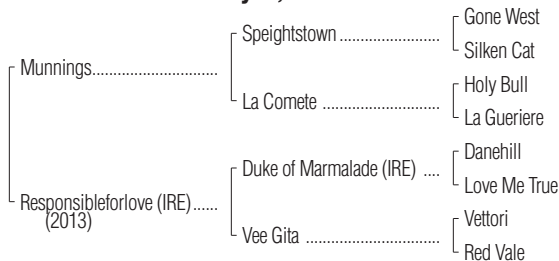 Gone West
Speightstown
Silken Cat
Munnings
Holy Bull
La Comete
La Gueriere
Danehill
Duke of Marmalade (IRE)
Love Me True
Responsibleforlove (IRE)
(2013)
Vettori
Vee Gita
Red Vale